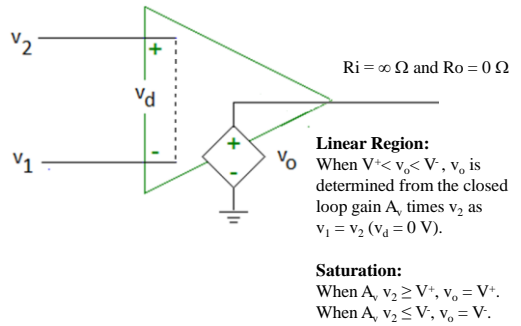 v2
+
Ri = ∞ Ω and Ro = 0 Ω
vd
+
v1
-
-
vo
Linear Region:
When V+< vo< V-, vo is
determined from the closed
loop gain Av times v2 as
v1 = v2 (vd = 0 V).
Saturation:
When Av v2 ≥ V+, vo = V+.
When Av v2 ≤ V-, vo = V-.